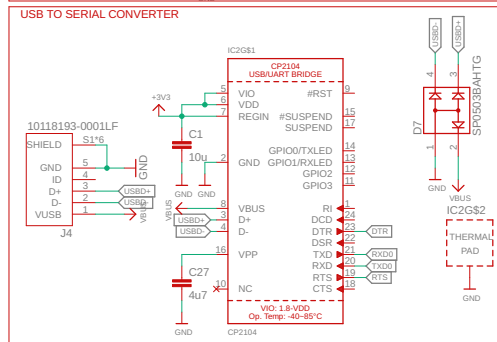 USB TO SERIAL CONVERTER
IC2G$1
CP2104
USB/UART BRIDGE
+3V3
5 VIO
6 VDD
7 REGIN
#RST 9
#SUSPEND 15
SUSPEND 17
C1
10u
2 GND
GPIO0/TXLED 14
GPIO1/RXLED 13
GPIO2 12
GPIO3 11
GND
GND
VBUS
8 VBUS
USBD+ 3 D+
USBD- 4 D-
RI 1
DCD 24
DTR 23 DTR
DSR 22
TXD 21 RXD0
RXD 20 TXD0
RTS 19 RTS
CTS 18
16 VPP
C27
4u7
10 NC
GND
VIO: 1.8-VDD
Op. Temp: -40~85°C
CP2104
10118193-0001LF
S1*6
SHIELD
GND 5
ID 4
D+ 3 USBD+
D- 2 USBD-
VUSB 1
GND
VBUS
J4
USBD-
USBD+
4
3
D7
SP0503BAHTG
1
2
GND
VBUS
IC2G$2
THERMAL
PAD
GND